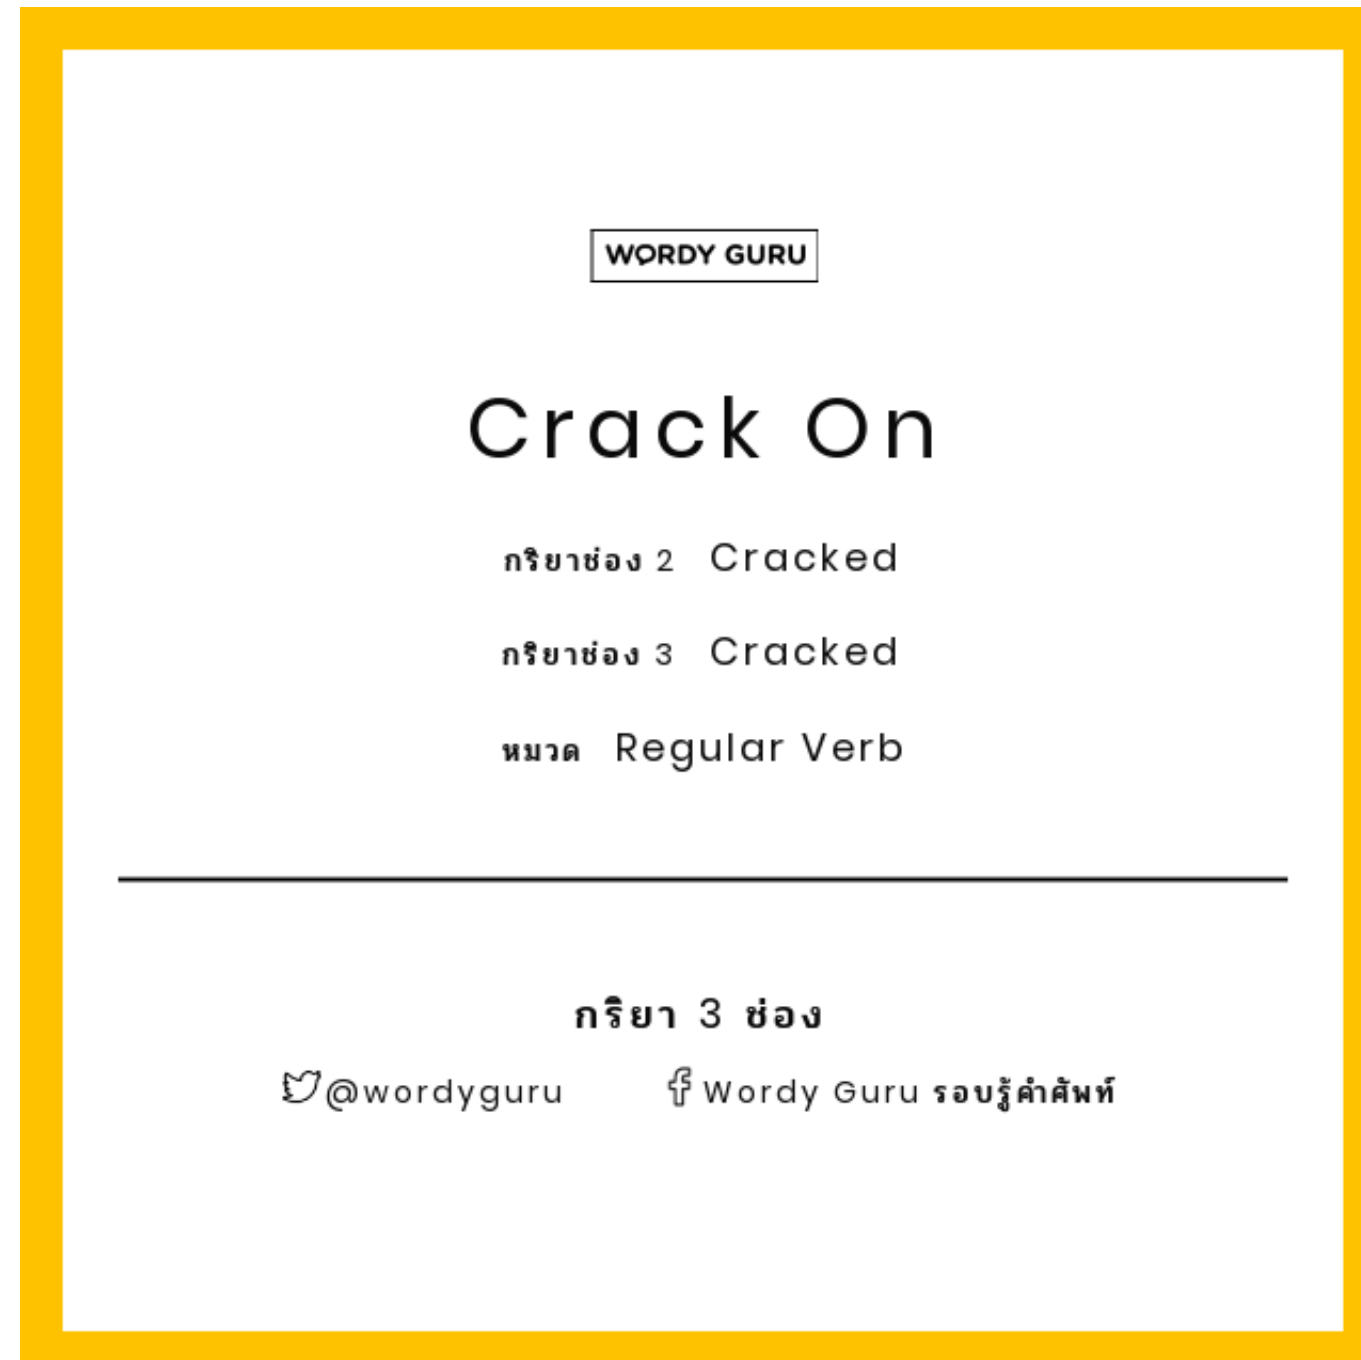 WORDY GURU
Crack On
กริยาช่อง 2 Cracked
กริยาช่อง 3 Cracked
หมวด Regular Verb
กริยา 3 ช่อง
@wordyguru Wordy Guru รอบรู้คำศัพท์